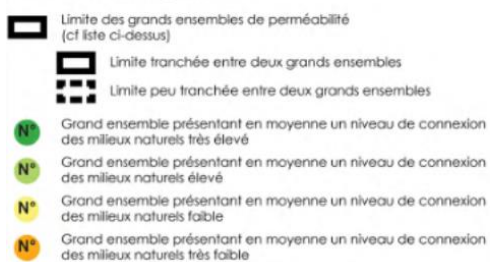 Limite des grands ensembles de perméabilité
(cf liste ci-dessus)
Limite tranchée entre deux grands ensembles
Limite peu tranchée entre deux grands ensembles
N° Grand ensemble présentant en moyenne un niveau de connexion
des milieux naturels très élevé
N° Grand ensemble présentant en moyenne un niveau de connexion
des milieux naturels élevé
N° Grand ensemble présentant en moyenne un niveau de connexion
des milieux naturels faible
N° Grand ensemble présentant en moyenne un niveau de connexion
des milieux naturels très faible